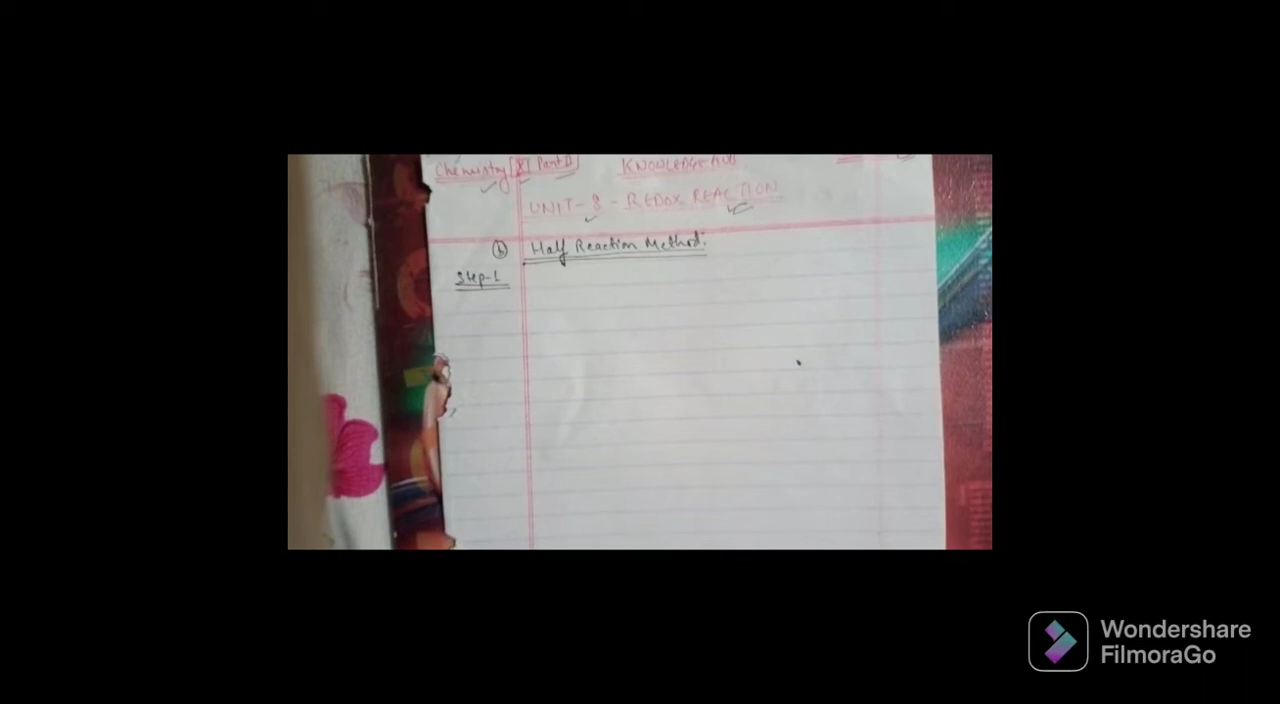 Chemistry [XI Part II] KNOWLEDGE HUB
UNIT-8 - REDOX REACTION
(b) Half Reaction Method:
Step-1
Wondershare
FilmoraGo